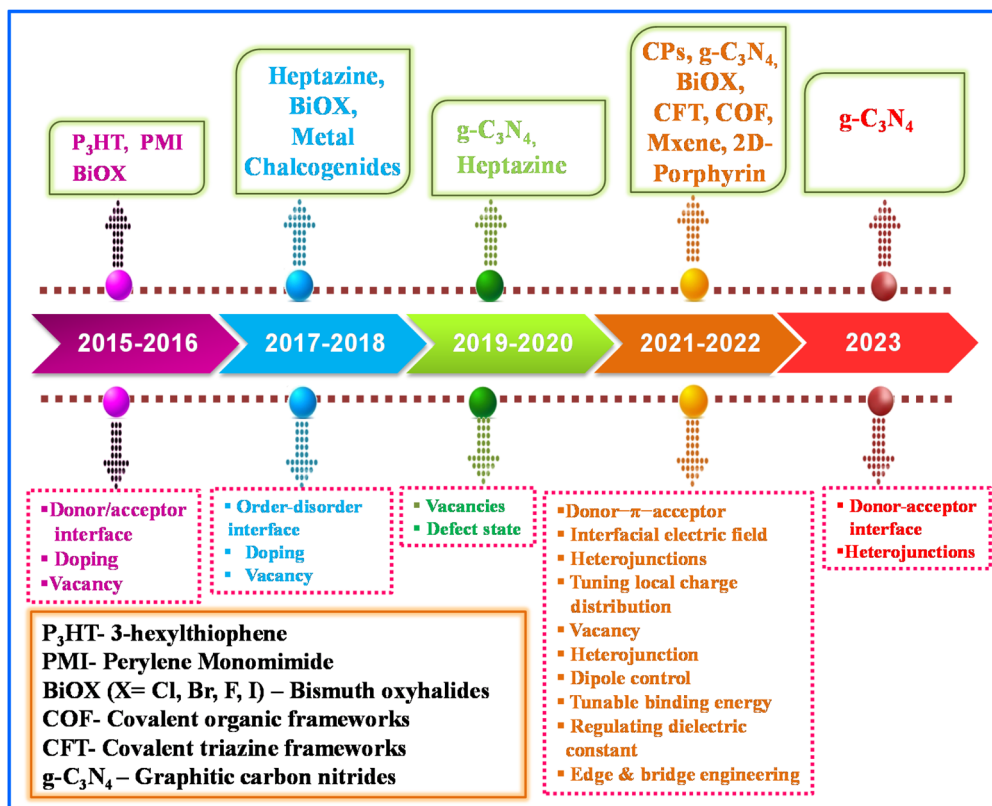 P₃HT, PMI
BiOX
Heptazine,
BiOX,
Metal
Chalcogenides
g-C₃N₄,
Heptazine
CPs, g-C₃N₄,
BiOX,
CFT, COF,
Mxene, 2D-
Porphyrin
g-C₃N₄
2015-2016
2017-2018
2019-2020
2021-2022
2023
▪Donor/acceptor
interface
▪ Doping
▪Vacancy
▪ Order-disorder
interface
▪ Doping
▪ Vacancy
▪ Vacancies
▪ Defect state
▪Donor–π–acceptor
▪ Interfacial electric field
▪ Heterojunctions
▪ Tuning local charge
distribution
▪ Vacancy
▪ Heterojunction
▪ Dipole control
▪ Tunable binding energy
▪ Regulating dielectric
constant
▪ Edge & bridge engineering
▪ Donor-acceptor
interface
▪Heterojunctions
P₃HT- 3-hexylthiophene
PMI- Perylene Monomimide
BiOX (X= Cl, Br, F, I) – Bismuth oxyhalides
COF- Covalent organic frameworks
CFT- Covalent triazine frameworks
g-C₃N₄ – Graphitic carbon nitrides